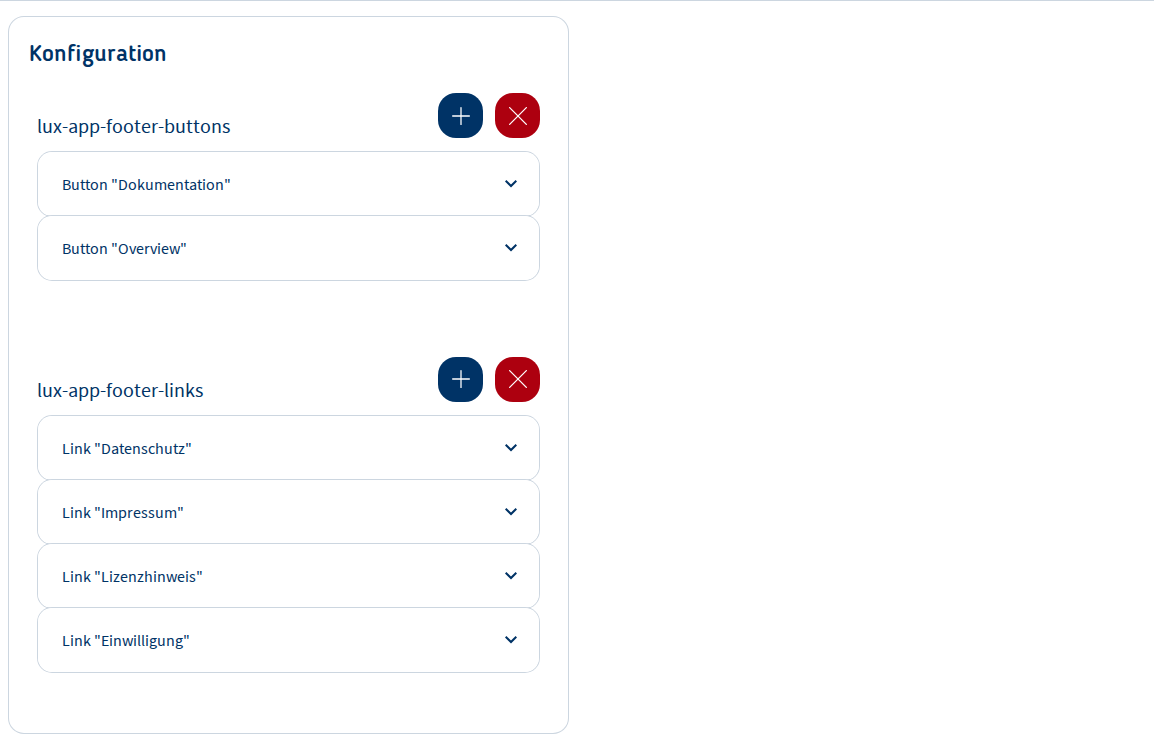 Konfiguration
lux-app-footer-buttons
Button "Dokumentation"
Button "Overview"
lux-app-footer-links
Link "Datenschutz"
Link "Impressum"
Link "Lizenzhinweis"
Link "Einwilligung"